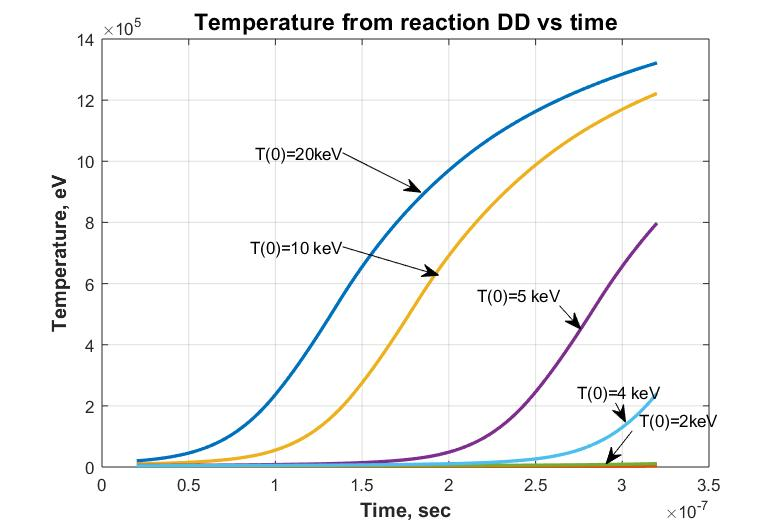 Temperature from reaction DD vs time
×10⁵
14
12
10
8
6
4
2
0
Temperature, eV
T(0)=20keV
T(0)=10 keV
T(0)=5 keV
T(0)=4 keV
T(0)=2keV
0 0.5 1 1.5 2 2.5 3 3.5
Time, sec
×10⁻⁷